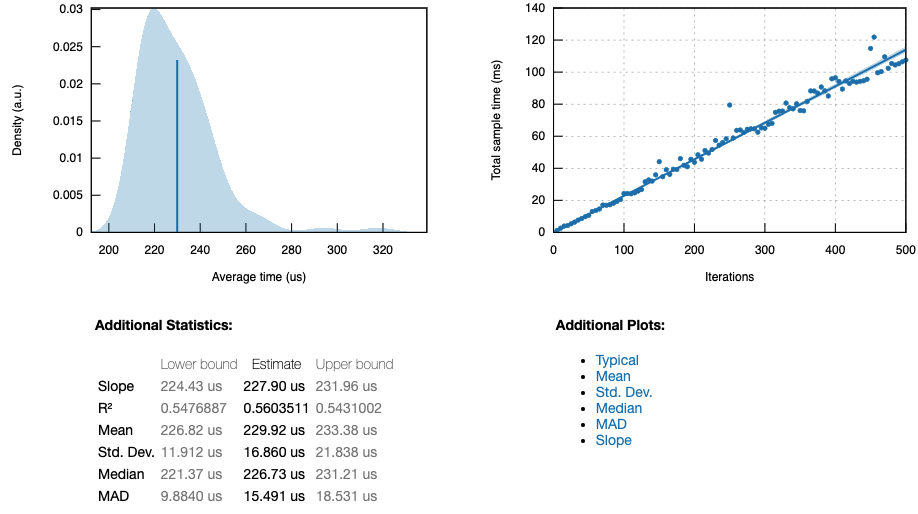 0.03
0.025
0.02
0.015
0.01
0.005
0
Density (a.u.)
200 220 240 260 280 300 320
Average time (us)
140
120
100
80
60
40
20
0
Total sample time (ms)
0 100 200 300 400 500
Iterations
Additional Statistics:
Lower bound Estimate Upper bound
Slope 224.43 us 227.90 us 231.96 us
R² 0.5476887 0.5603511 0.5431002
Mean 226.82 us 229.92 us 233.38 us
Std. Dev. 11.912 us 16.860 us 21.838 us
Median 221.37 us 226.73 us 231.21 us
MAD 9.8840 us 15.491 us 18.531 us
Additional Plots:
• Typical
• Mean
• Std. Dev.
• Median
• MAD
• Slope